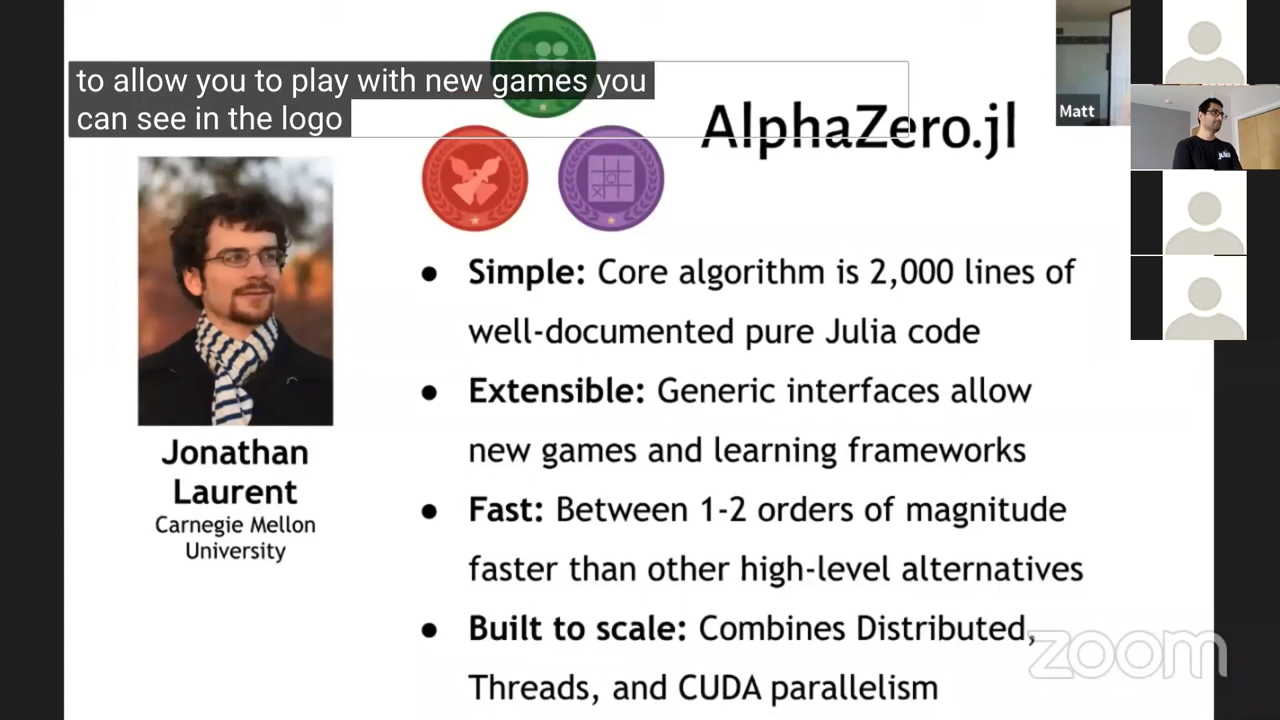 to allow you to play with new games you
can see in the logo
AlphaZero.jl
Matt
julia
Jonathan
Laurent
Carnegie Mellon
University
● Simple: Core algorithm is 2,000 lines of
well-documented pure Julia code
● Extensible: Generic interfaces allow
new games and learning frameworks
● Fast: Between 1-2 orders of magnitude
faster than other high-level alternatives
● Built to scale: Combines Distributed,
Threads, and CUDA parallelism
zoom